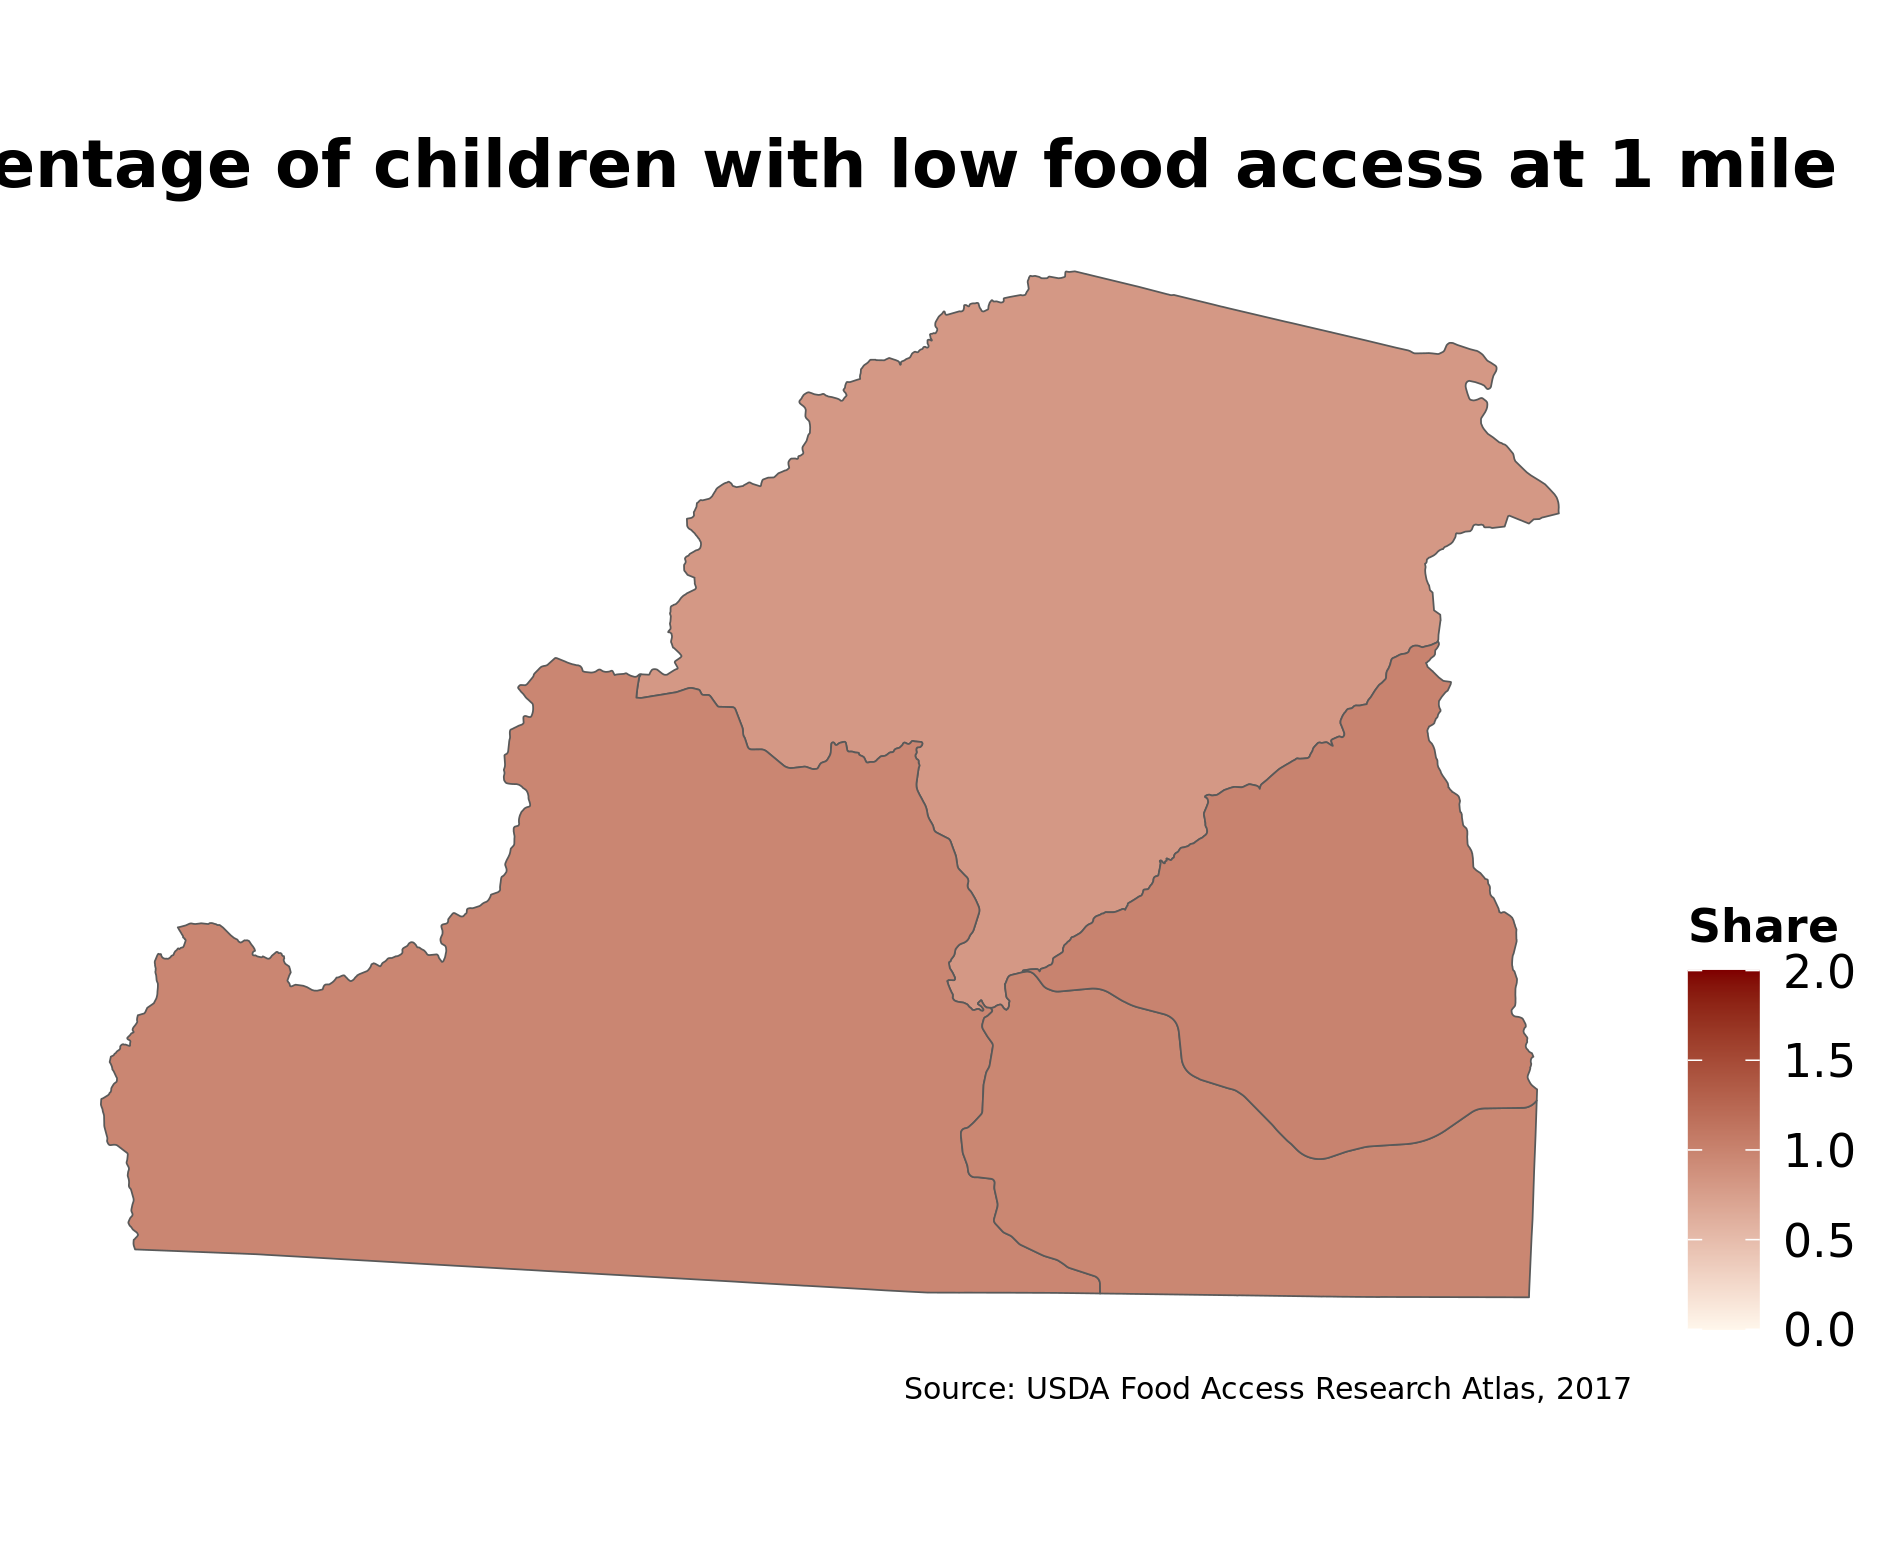 entage of children with low food access at 1 mile
Share
2.0
1.5
1.0
0.5
0.0
Source: USDA Food Access Research Atlas, 2017